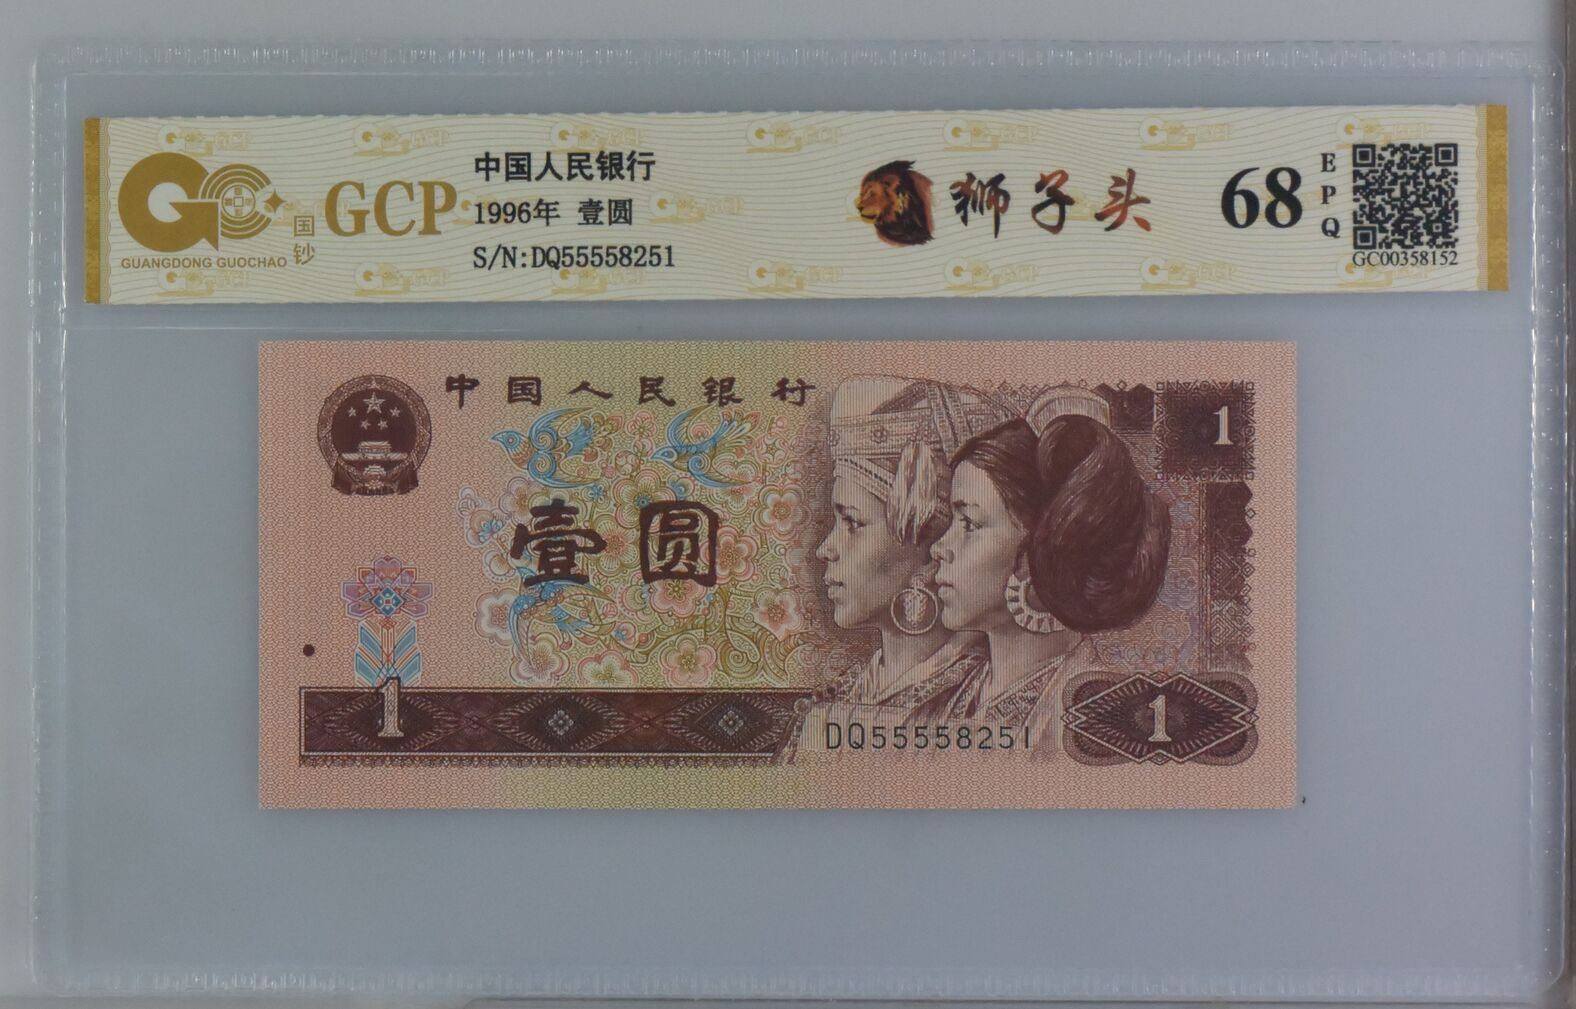 GUANGDONG GUOCHAO
国钞
GCP
中国人民银行
1996年 壹圆
S/N:DQ55558251
狮子头
68
EPQ
GC00358152
中国人民银行
1
壹圆
1
DQ55558251
1